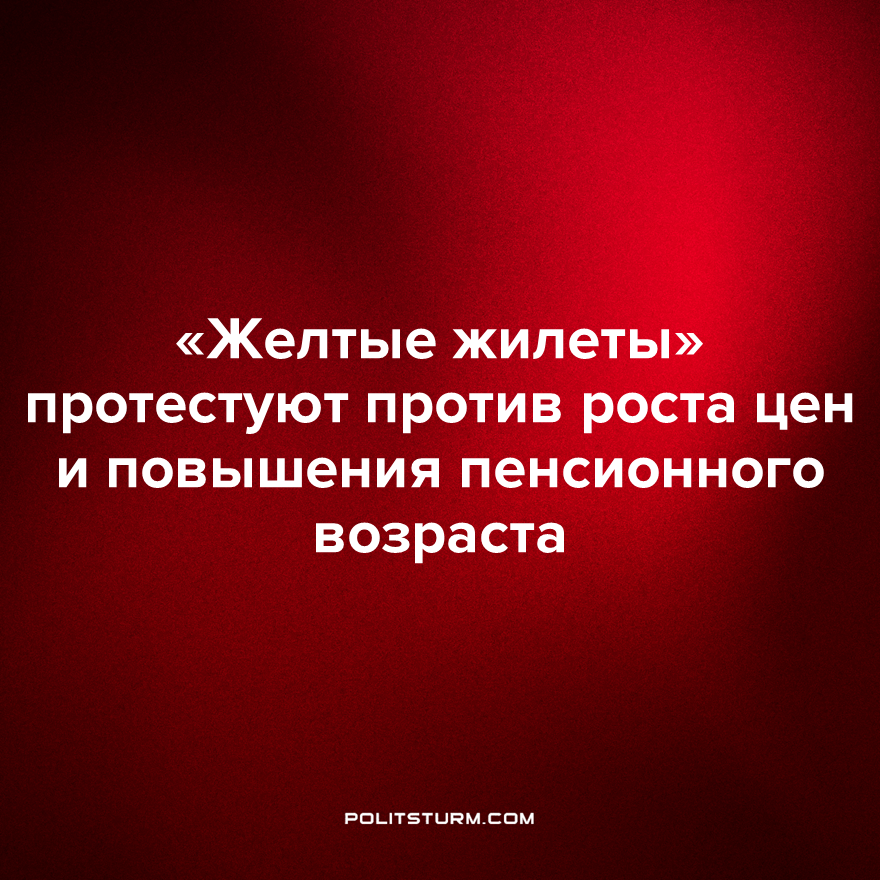 «Желтые жилеты»
протестуют против роста цен
и повышения пенсионного
возраста
POLITSTURM.COM